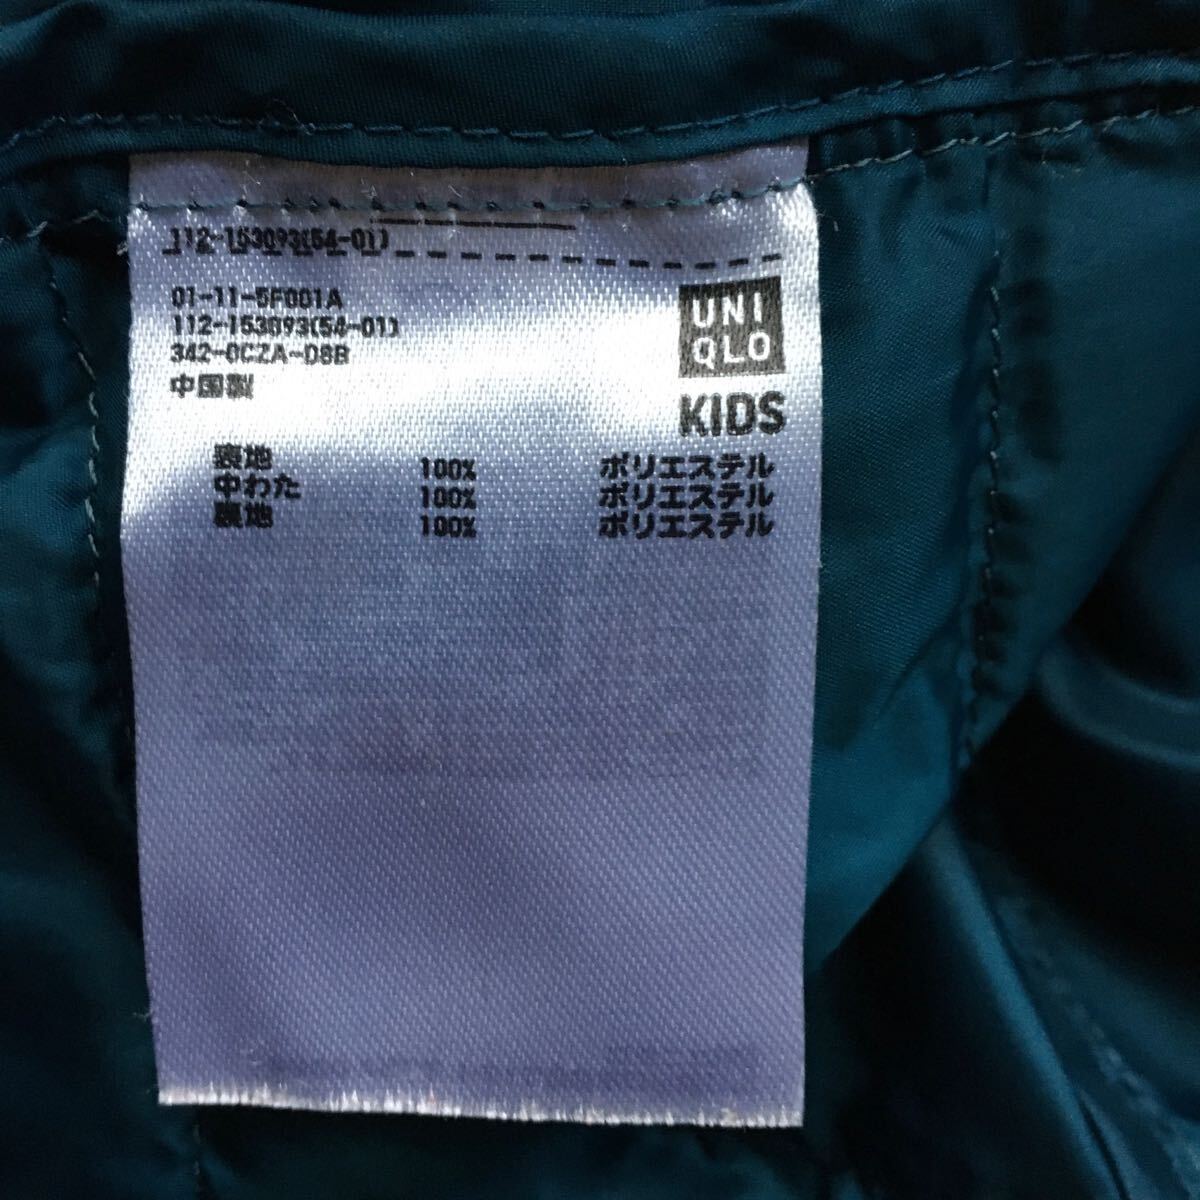 112-153093(54-01)
01-11-5F001A
112-153093(54-01)
342-0CZA-D8B
中国製
UNI
QLO
KIDS
表地 100% ポリエステル
中わた 100% ポリエステル
裏地 100% ポリエステル